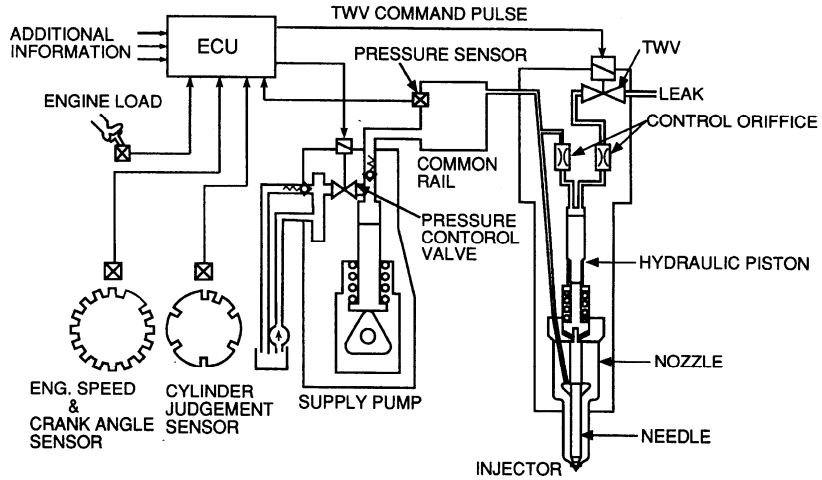 TWV COMMAND PULSE
ADDITIONAL
INFORMATION
ECU
PRESSURE SENSOR
TWV
LEAK
ENGINE LOAD
CONTROL ORIFFICE
COMMON
RAIL
PRESSURE
CONTOROL
VALVE
HYDRAULIC PISTON
NOZZLE
ENG. SPEED
&
CRANK ANGLE
SENSOR
CYLINDER
JUDGEMENT
SENSOR
SUPPLY PUMP
NEEDLE
INJECTOR